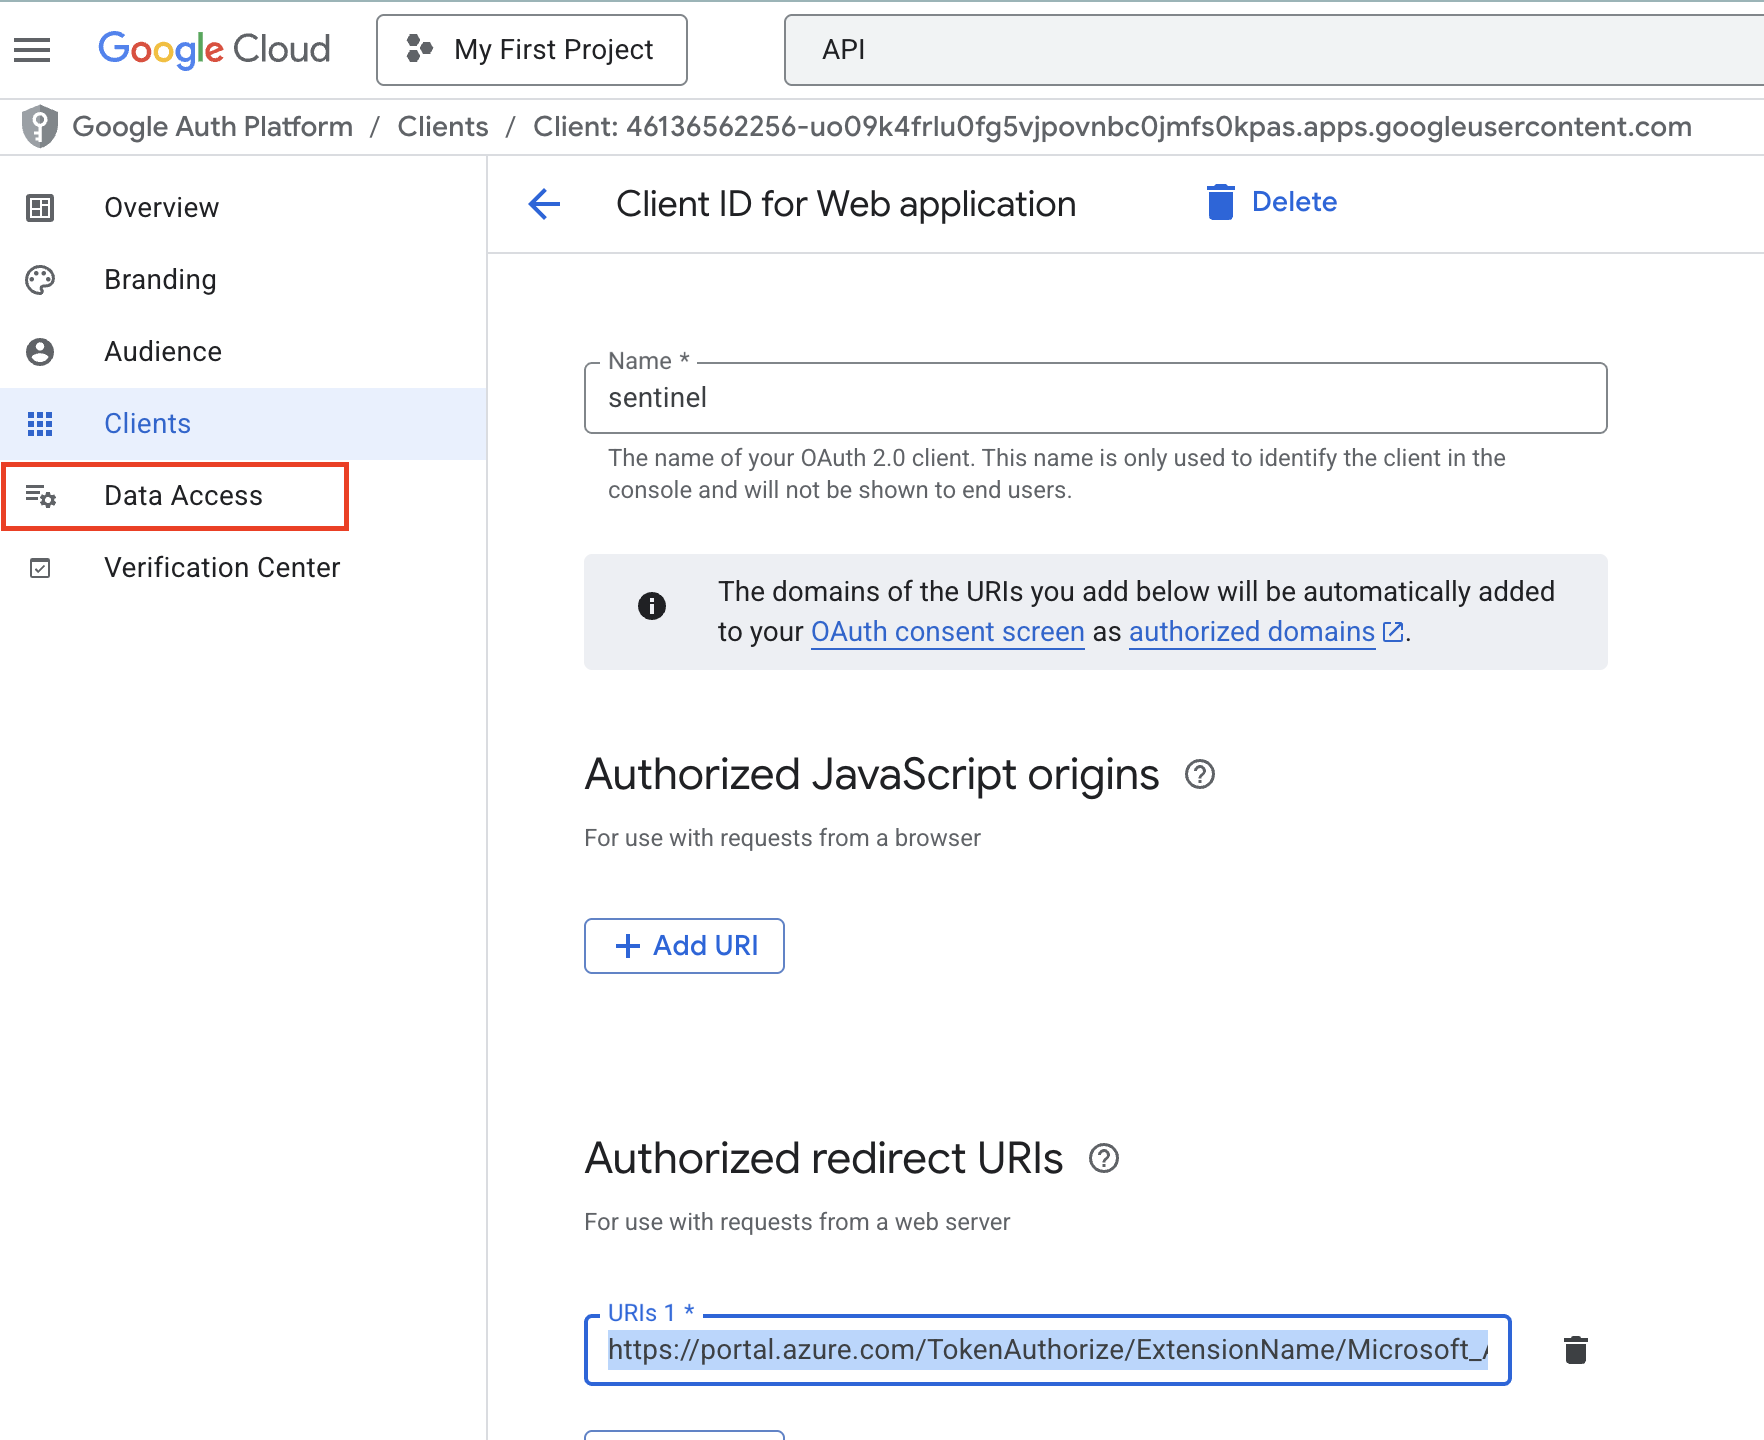 Google Cloud
My First Project
API
Google Auth Platform / Clients / Client: 46136562256-uo09k4frlu0fg5vjpovnbc0jmfs0kpas.apps.googleusercontent.com
Overview
Branding
Audience
Clients
Data Access
Verification Center
Client ID for Web application
Delete
Name *
sentinel
The name of your OAuth 2.0 client. This name is only used to identify the client in the
console and will not be shown to end users.
The domains of the URIs you add below will be automatically added
to your OAuth consent screen as authorized domains.
Authorized JavaScript origins
For use with requests from a browser
Add URI
Authorized redirect URIs
For use with requests from a web server
URIs 1 *
https://portal.azure.com/TokenAuthorize/ExtensionName/Microsoft_A